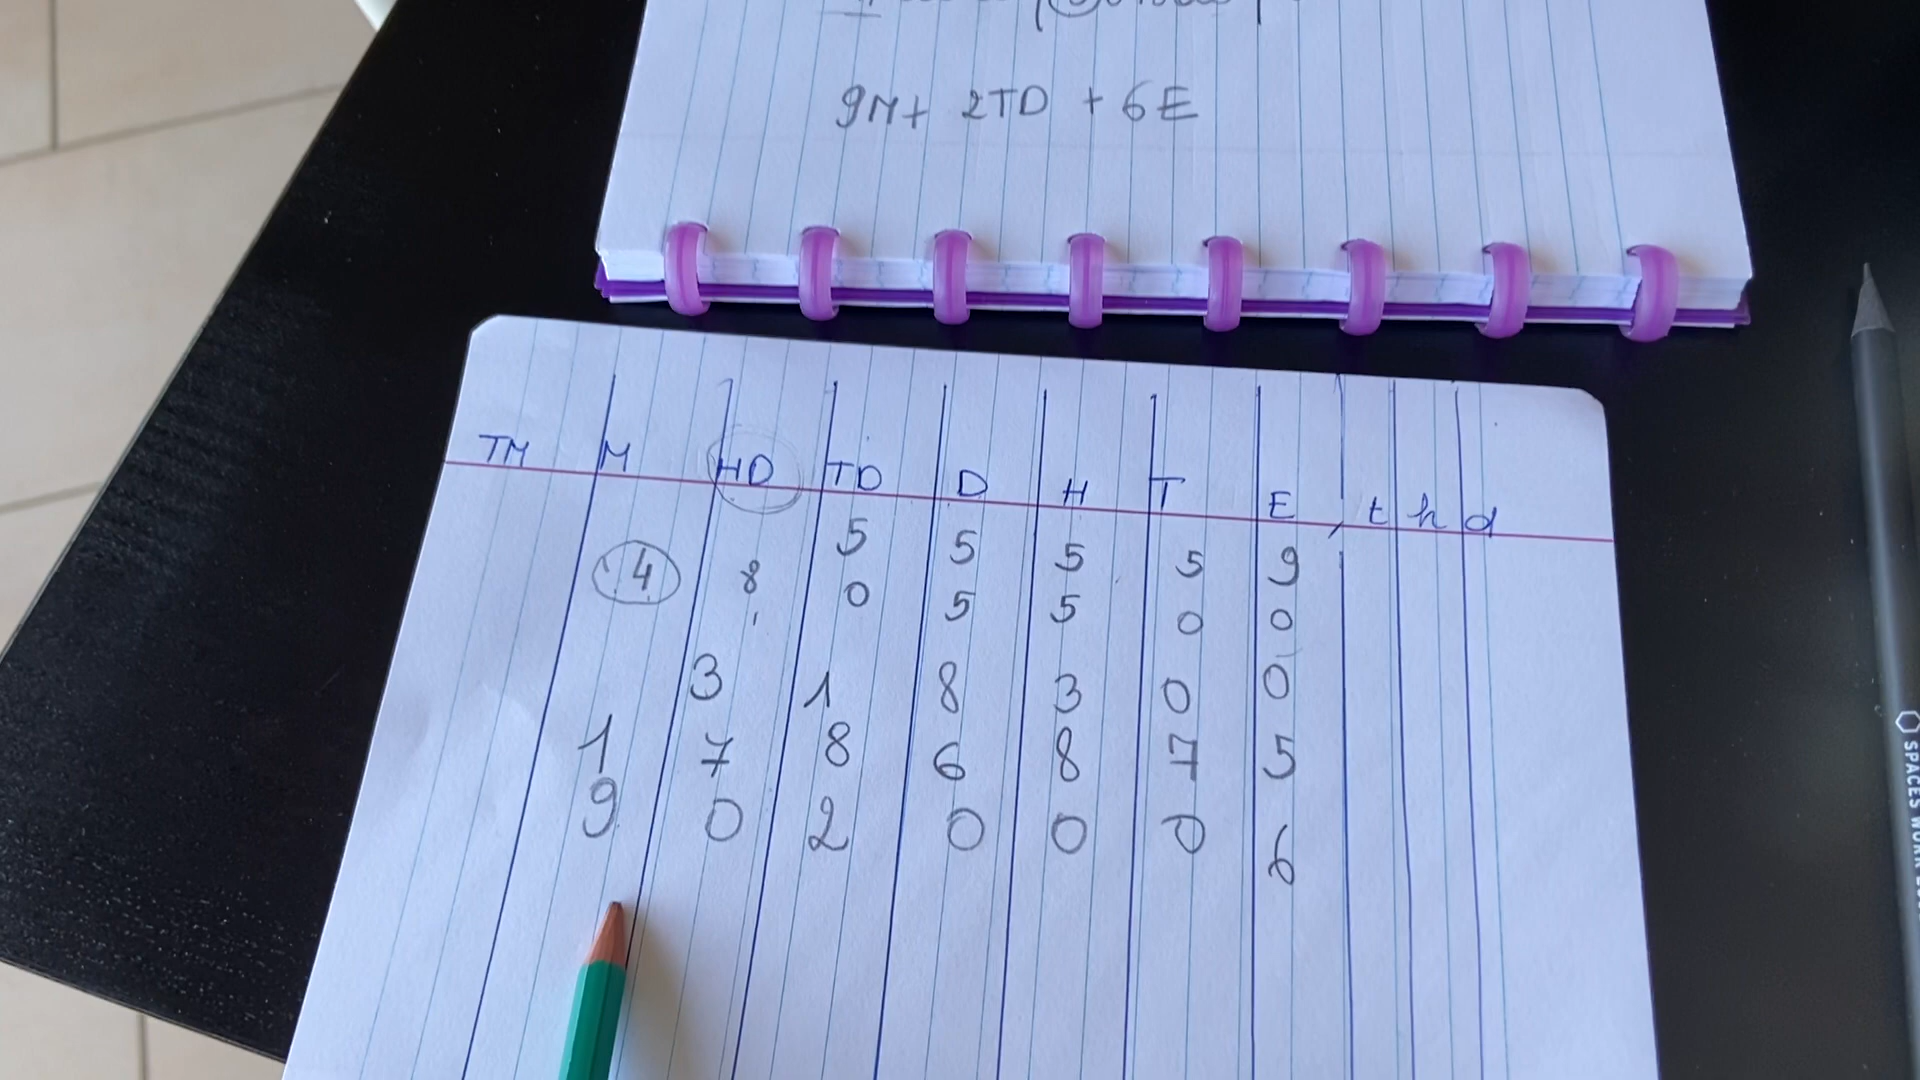 9M + 2TD + 6E
TM M HD TD D H T E , t h d
5 5 5 5 9
4 8 0 5 5 0 0
3 1 8 3 0 0
1 7 8 6 8 7 5
9 0 2 0 0 0 6